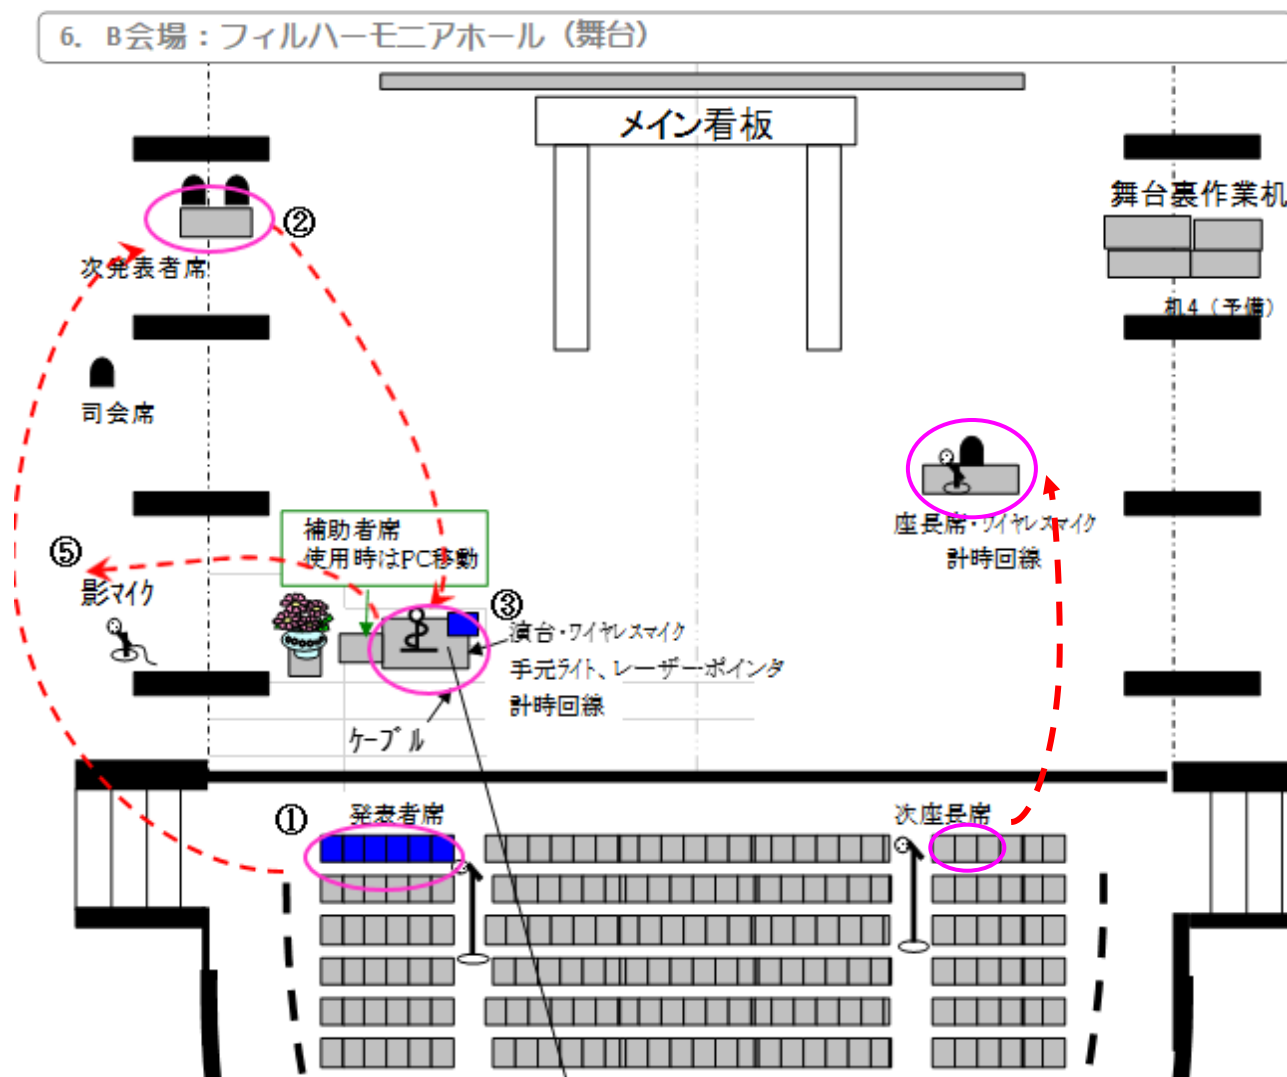 6. B会場：フィルハーモニアホール（舞台）
メイン看板
舞台裏作業机
②
次発表者席
机4（予備）
司会席
補助者席
使用時はPC移動
座長席・ワイヤレスマイク
計時回線
⑤
影マイク
③
演台・ワイヤレスマイク
手元ライト、レーザーポインタ
計時回線
ケーブル
①
発表者席
次座長席